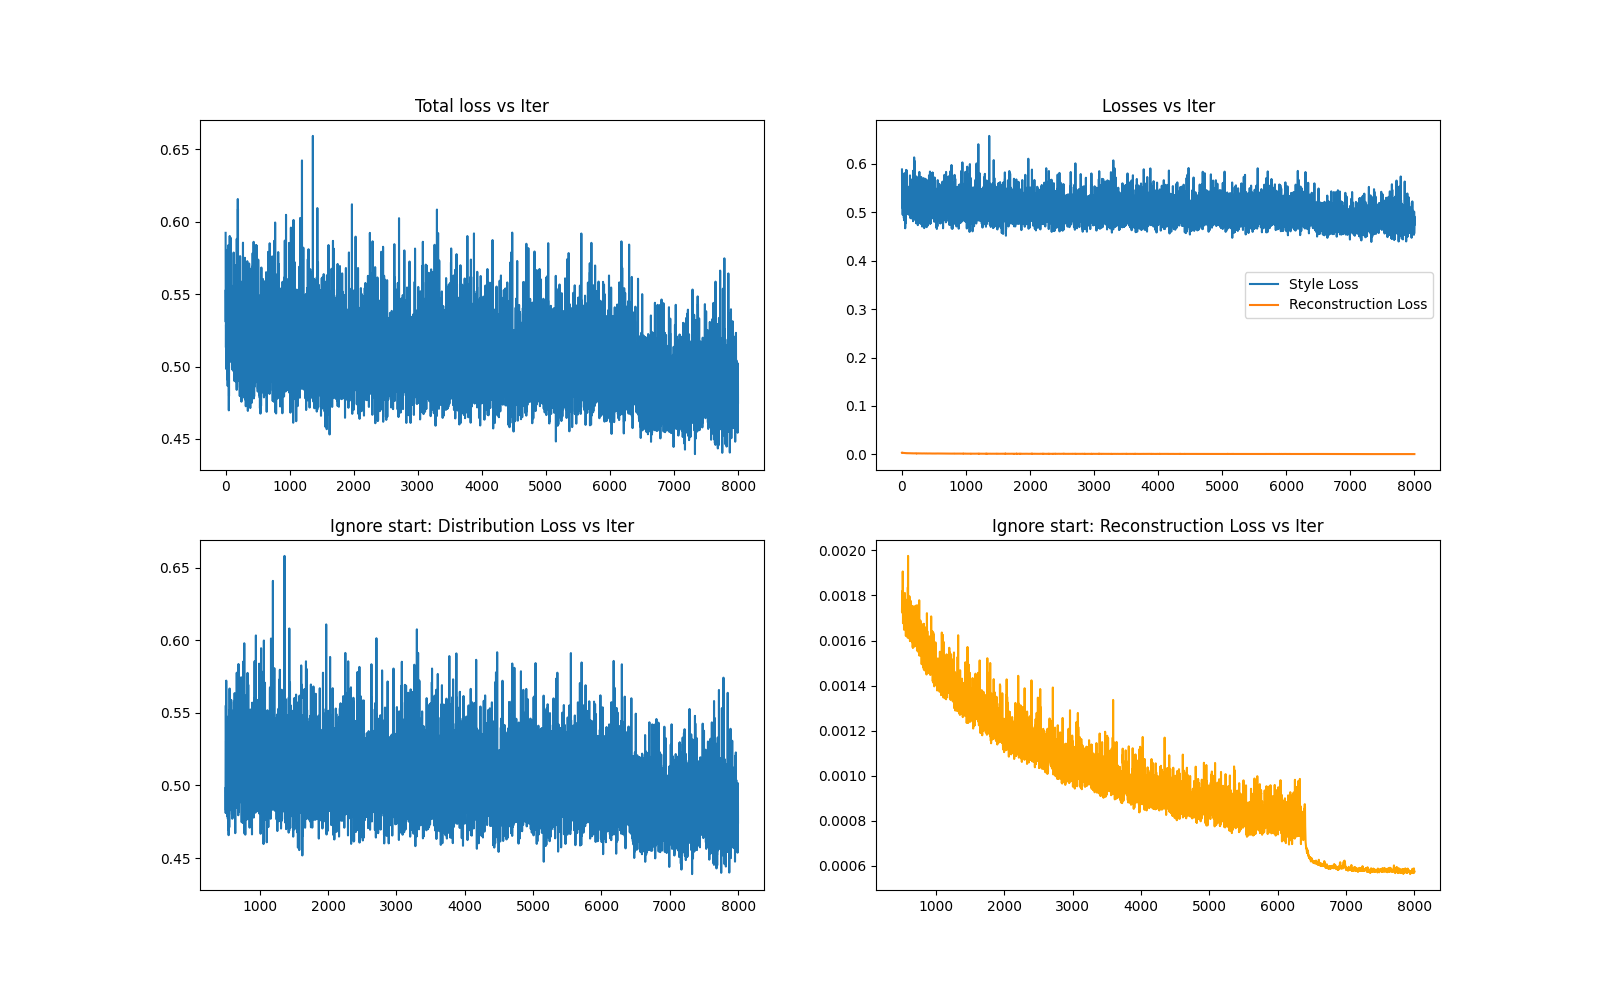 Total loss vs Iter
0.65
0.60
0.55
0.50
0.45
0 1000 2000 3000 4000 5000 6000 7000 8000
Losses vs Iter
0.6
0.5
0.4
0.3
0.2
0.1
0.0
Style Loss
Reconstruction Loss
0 1000 2000 3000 4000 5000 6000 7000 8000
Ignore start: Distribution Loss vs Iter
0.65
0.60
0.55
0.50
0.45
1000 2000 3000 4000 5000 6000 7000 8000
Ignore start: Reconstruction Loss vs Iter
0.0020
0.0018
0.0016
0.0014
0.0012
0.0010
0.0008
0.0006
1000 2000 3000 4000 5000 6000 7000 8000